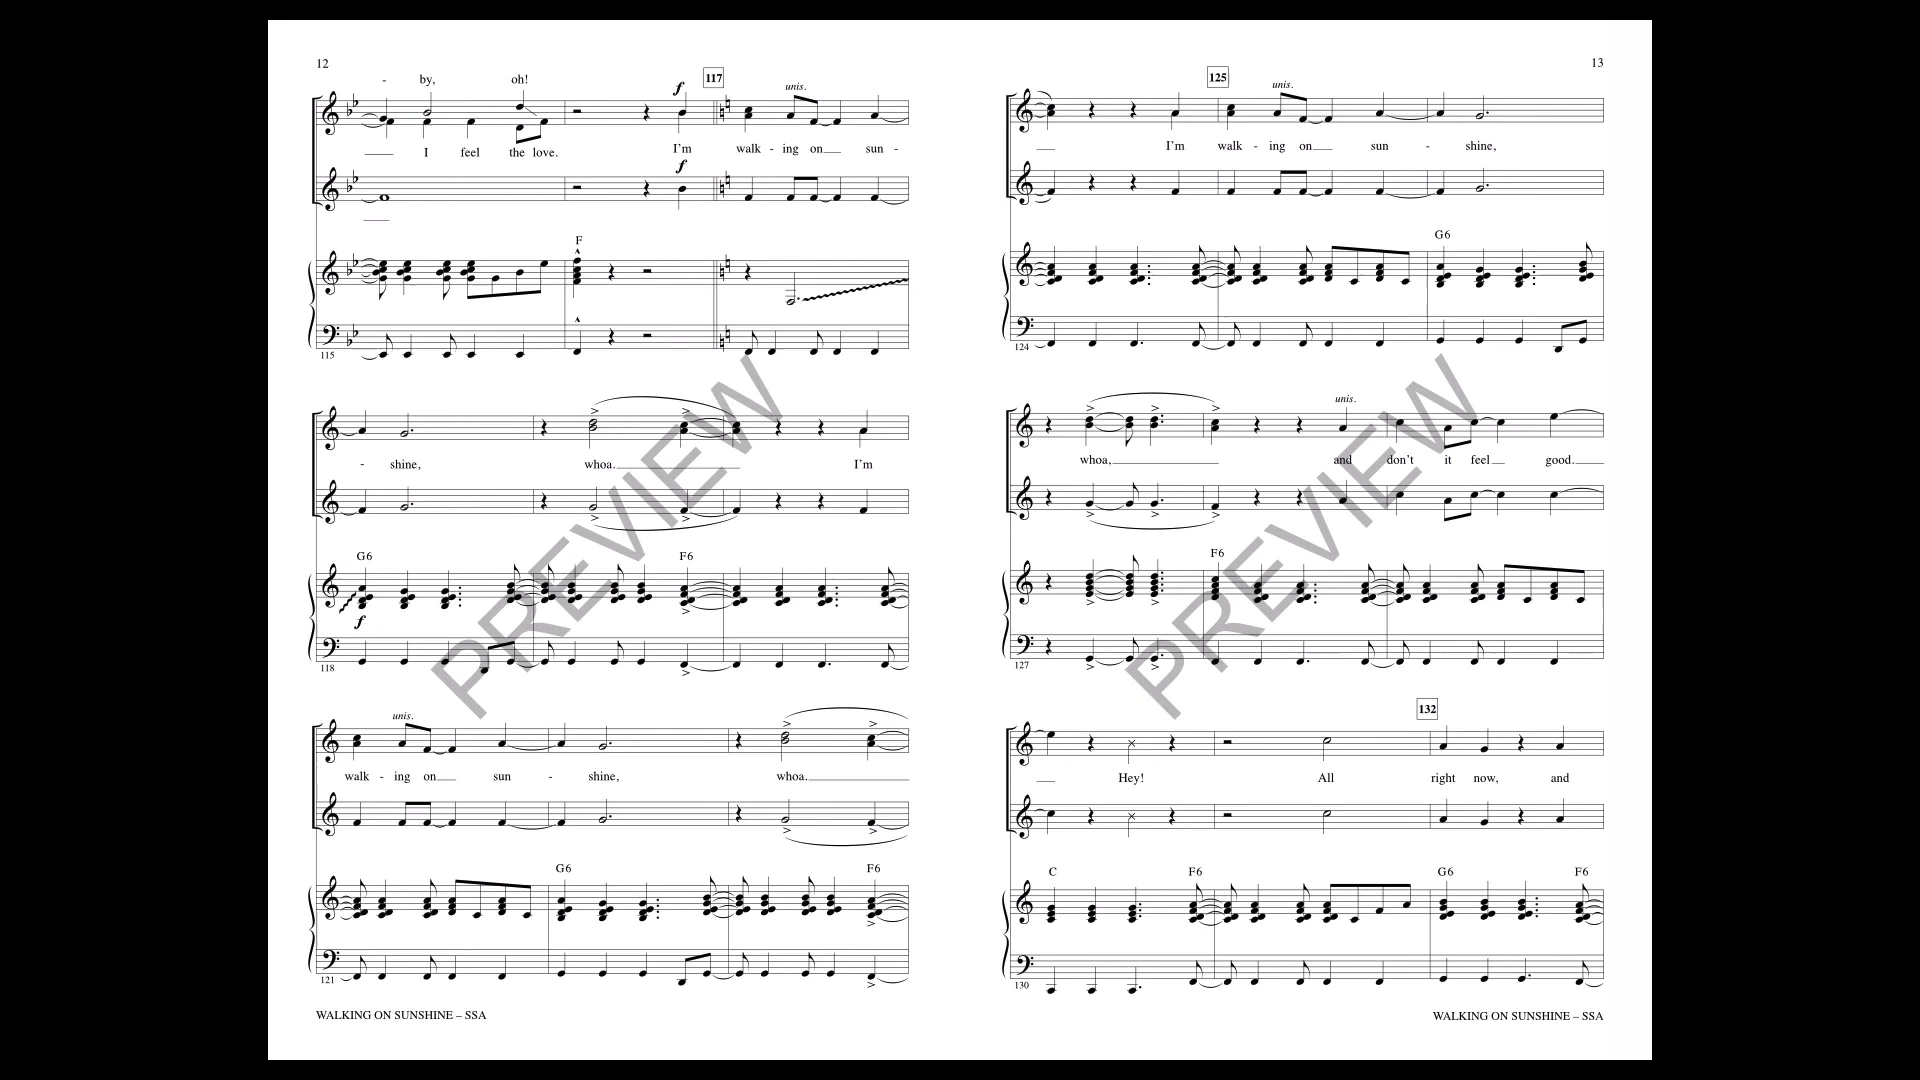 12
- by, oh!
f 117 unis.
I feel the love. I'm walk - ing on sun -
f
F
115
- shine, whoa. I'm
G6 F6
f
118
unis.
walk - ing on sun - shine, whoa.
G6 F6
121
WALKING ON SUNSHINE – SSA
13
125 unis.
I'm walk - ing on sun - shine,
G6
124
unis.
whoa, and don't it feel good.
F6
127
132
Hey! All right now, and
C F6 G6 F6
130
WALKING ON SUNSHINE – SSA
PREVIEW
PREVIEW